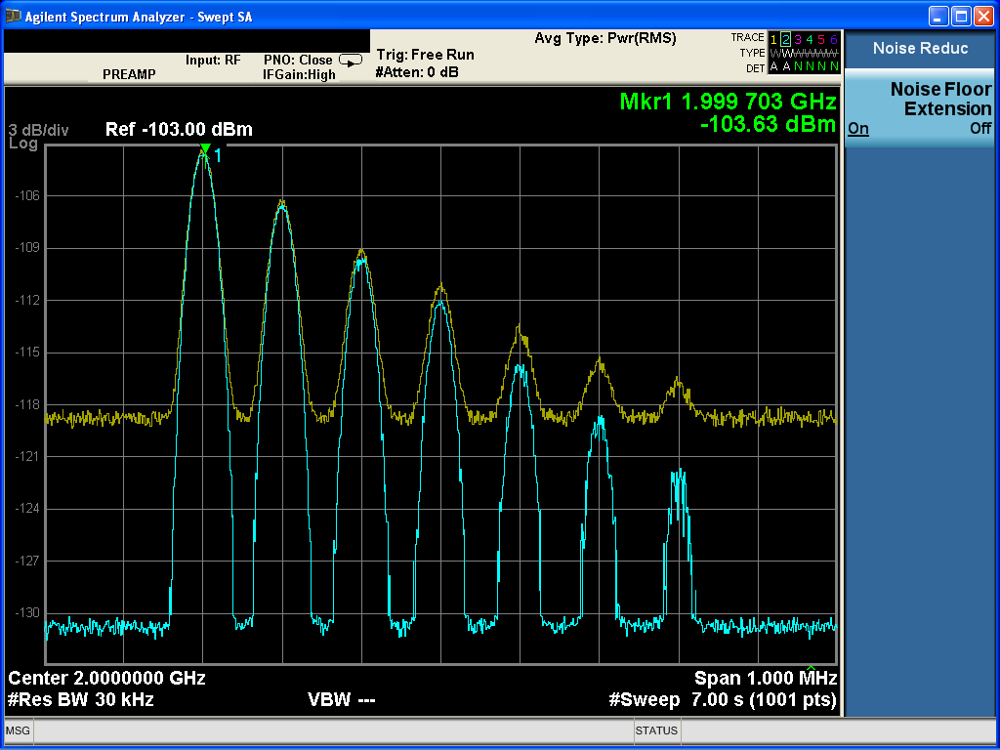 Agilent Spectrum Analyzer - Swept SA
PREAMP
Input: RF
PNO: Close
IFGain:High
Trig: Free Run
#Atten: 0 dB
Avg Type: Pwr(RMS)
TRACE 1 2 3 4 5 6
TYPE W W W W W W
DET A A N N N N
Noise Reduc
Noise Floor
Extension
On Off
Mkr1 1.999 703 GHz
-103.63 dBm
3 dB/div
Log
Ref -103.00 dBm
1
-106
-109
-112
-115
-118
-121
-124
-127
-130
Center 2.0000000 GHz
Span 1.000 MHz
#Res BW 30 kHz
VBW ---
#Sweep 7.00 s (1001 pts)
MSG
STATUS